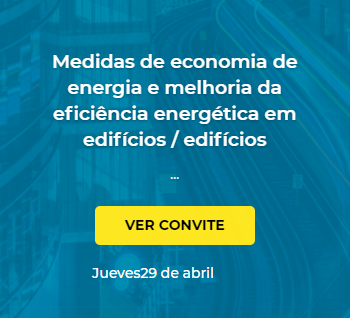 Medidas de economia de
energia e melhoria da
eficiência energética em
edifícios / edifícios
...
VER CONVITE
Jueves29 de abril